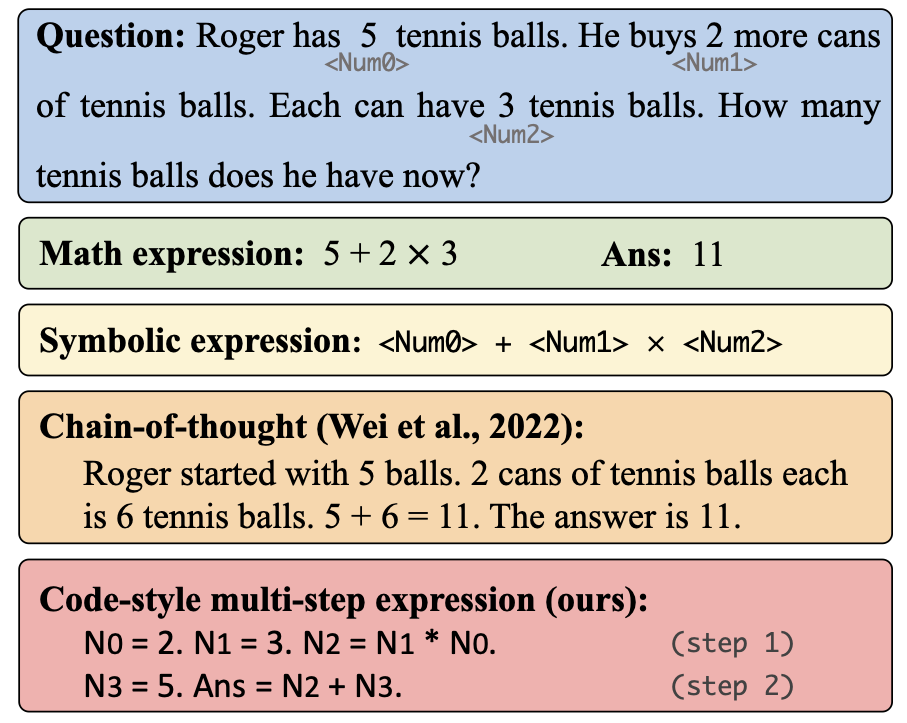 Question: Roger has 5 tennis balls. He buys 2 more cans
<Num0> <Num1>
of tennis balls. Each can have 3 tennis balls. How many
<Num2>
tennis balls does he have now?
Math expression: 5 + 2 × 3 Ans: 11
Symbolic expression: <Num0> + <Num1> × <Num2>
Chain-of-thought (Wei et al., 2022):
Roger started with 5 balls. 2 cans of tennis balls each
is 6 tennis balls. 5 + 6 = 11. The answer is 11.
Code-style multi-step expression (ours):
N0 = 2. N1 = 3. N2 = N1 * N0. (step 1)
N3 = 5. Ans = N2 + N3. (step 2)